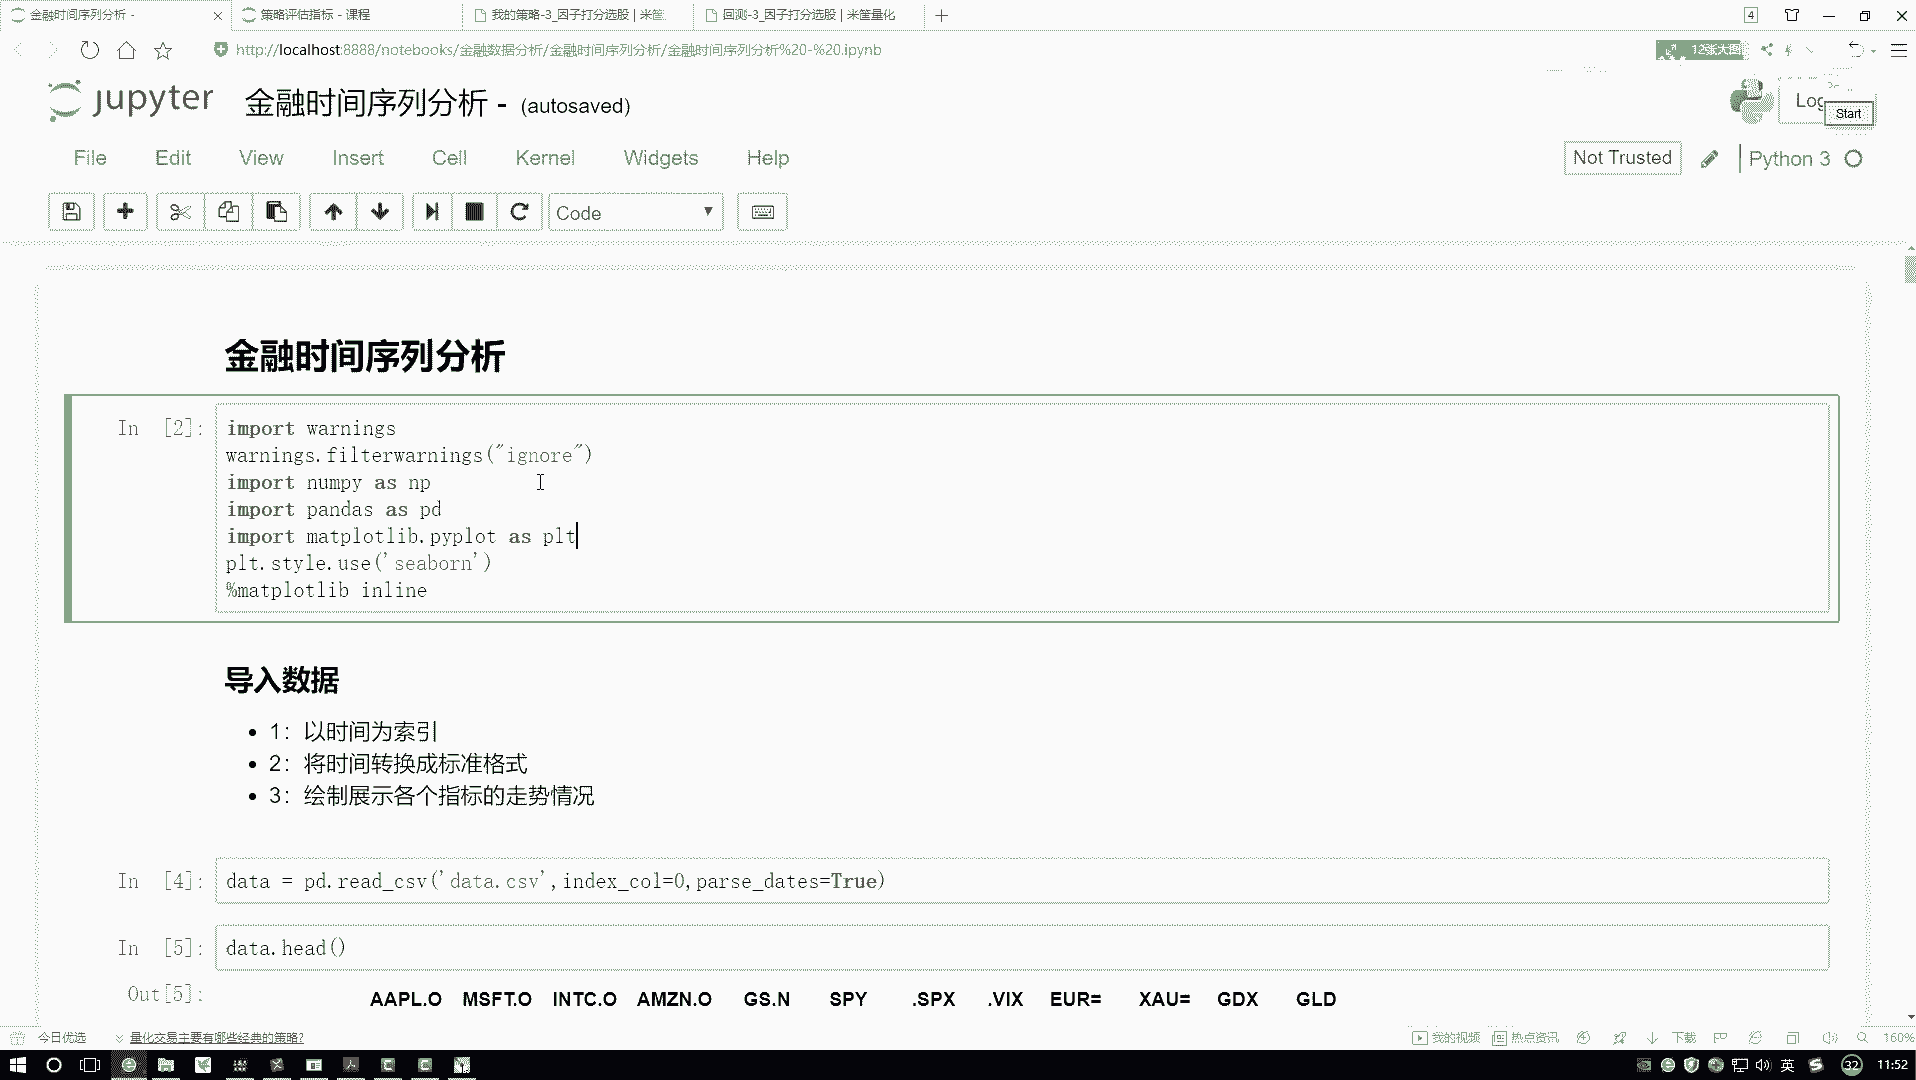 金融时间序列分析 -
策略评估指标 - 课程
我的策略-3_因子打分选股 | 米筐
回测-3_因子打分选股 | 米筐量化
4
http://localhost:8888/notebooks/金融数据分析/金融时间序列分析/金融时间序列分析%20-%20.ipynb
12张大图
jupyter
金融时间序列分析 - (autosaved)
Log
Start
File Edit View Insert Cell Kernel Widgets Help
Not Trusted
Python 3
Code
金融时间序列分析
In [2]:
import warnings
warnings.filterwarnings("ignore")
import numpy as np
import pandas as pd
import matplotlib.pyplot as plt
plt.style.use('seaborn')
%matplotlib inline
导入数据
1：以时间为索引
2：将时间转换成标准格式
3：绘制展示各个指标的走势情况
In [4]: data = pd.read_csv('data.csv',index_col=0,parse_dates=True)
In [5]: data.head()
Out[5]:
AAPL.O MSFT.O INTC.O AMZN.O GS.N SPY .SPX .VIX EUR= XAU= GDX GLD
今日优选
量化交易主要有哪些经典的策略?
我的视频
热点资讯
下载
160%
英
32
11:52